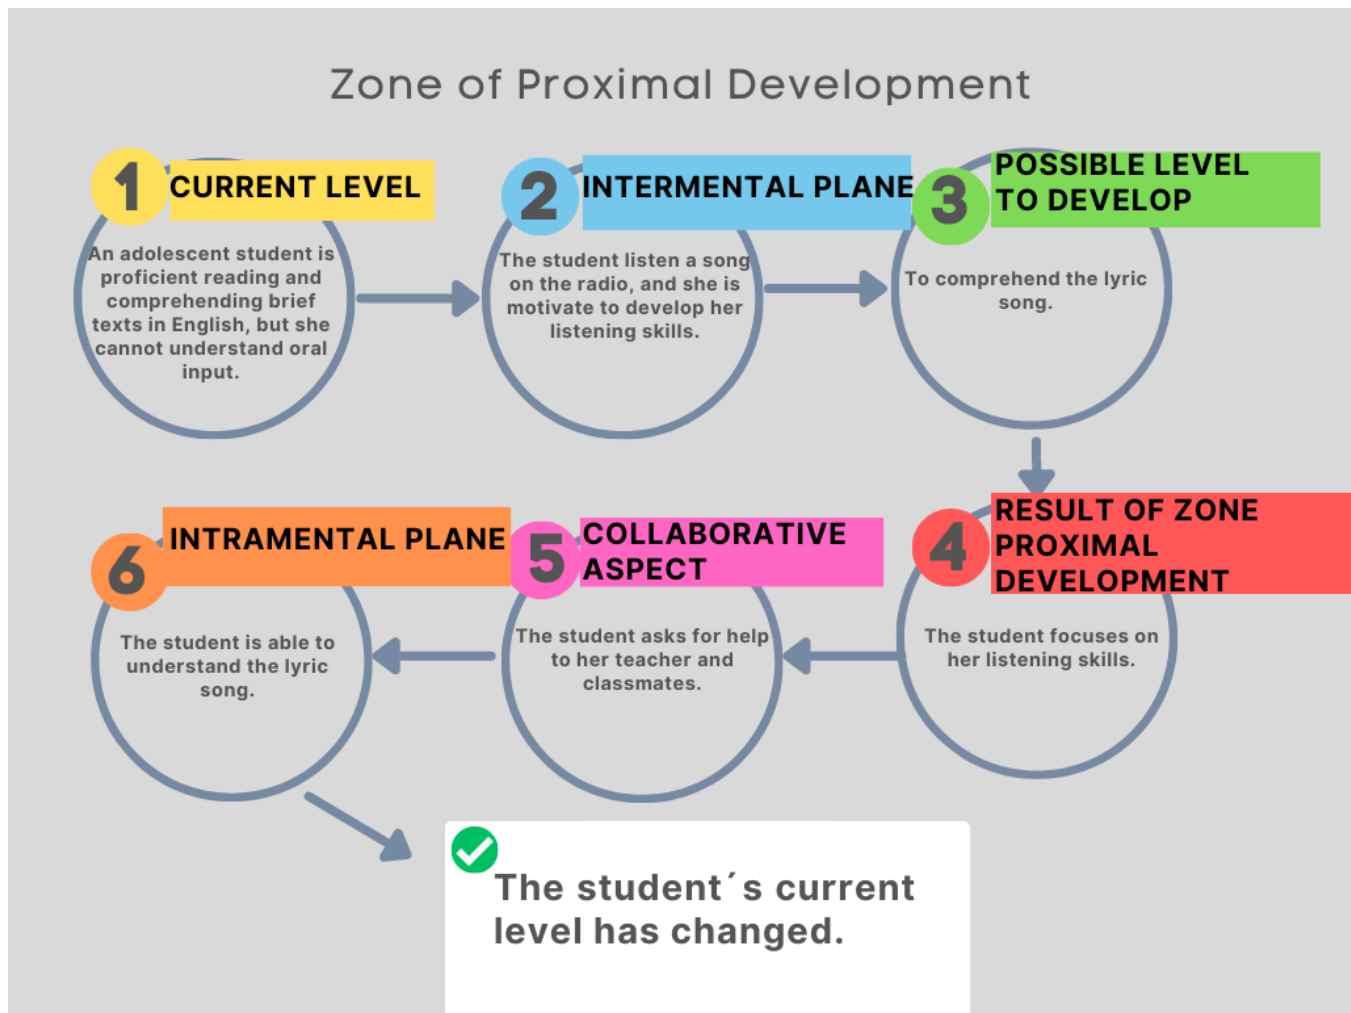 Zone of Proximal Development
1
CURRENT LEVEL
An adolescent student is
proficient reading and
comprehending brief
texts in English, but she
cannot understand oral
input.
2
INTERMENTAL PLANE
The student listen a song
on the radio, and she is
motivate to develop her
listening skills.
3
POSSIBLE LEVEL
TO DEVELOP
To comprehend the lyric
song.
4
RESULT OF ZONE
PROXIMAL
DEVELOPMENT
The student focuses on
her listening skills.
5
COLLABORATIVE
ASPECT
The student asks for help
to her teacher and
classmates.
6
INTRAMENTAL PLANE
The student is able to
understand the lyric
song.
The student´s current
level has changed.